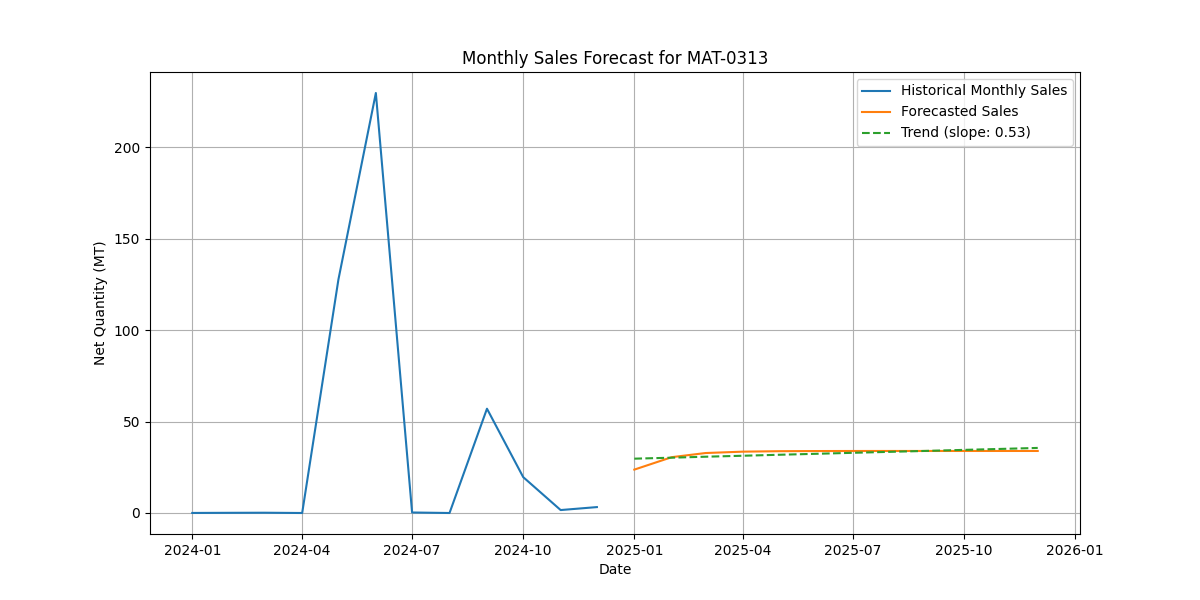 Monthly Sales Forecast for MAT-0313
Historical Monthly Sales
Forecasted Sales
Trend (slope: 0.53)
Net Quantity (MT)
200
150
100
50
0
2024-01 2024-04 2024-07 2024-10 2025-01 2025-04 2025-07 2025-10 2026-01
Date